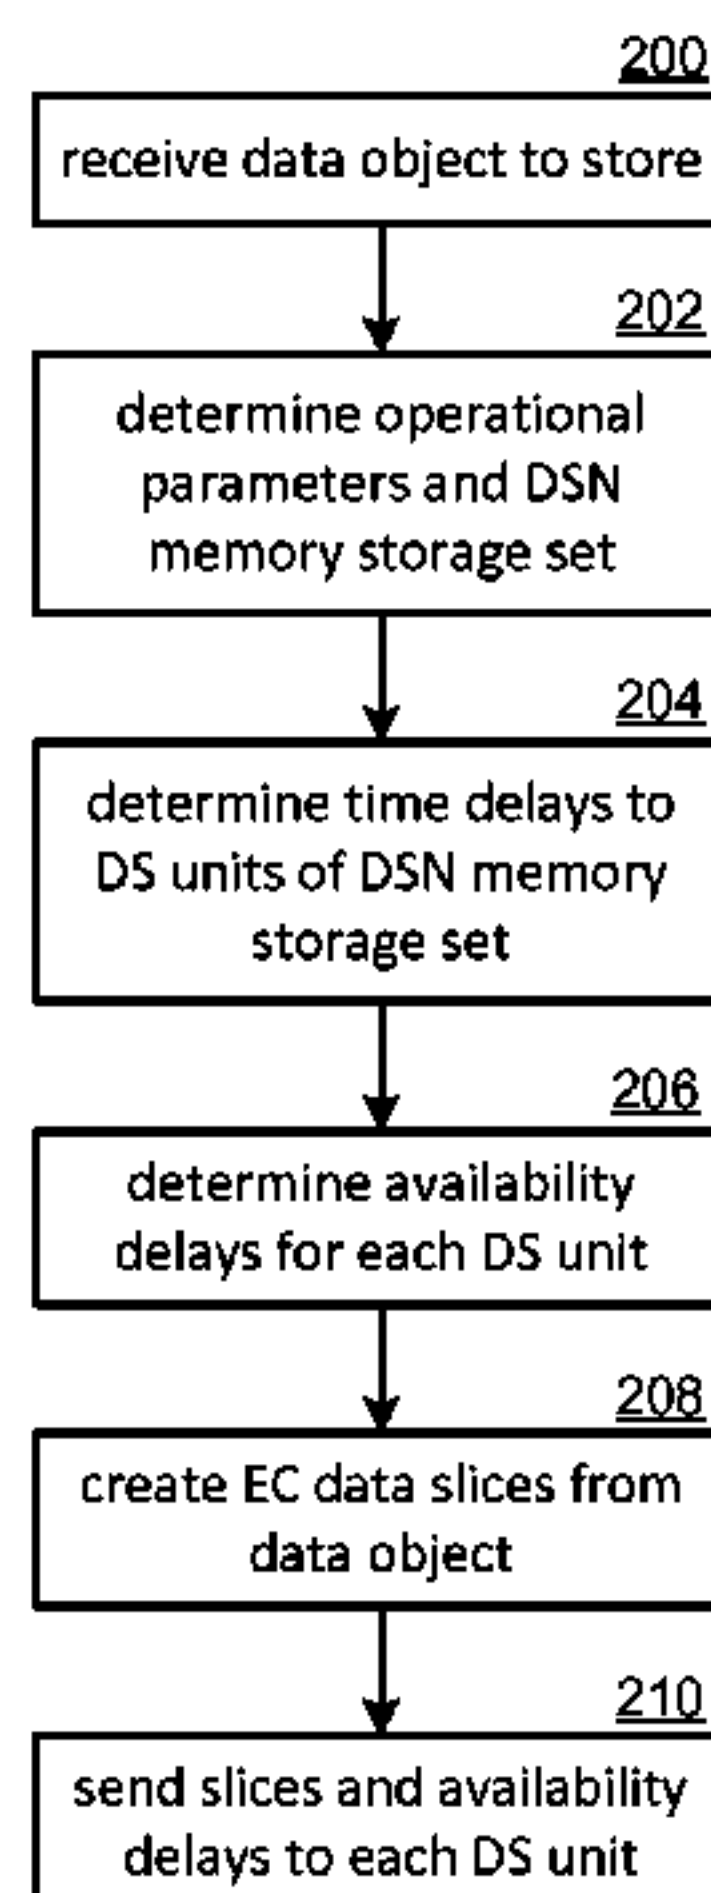 200
receive data object to store
202
determine operational
parameters and DSN
memory storage set
204
determine time delays to
DS units of DSN memory
storage set
206
determine availability
delays for each DS unit
208
create EC data slices from
data object
210
send slices and availability
delays to each DS unit